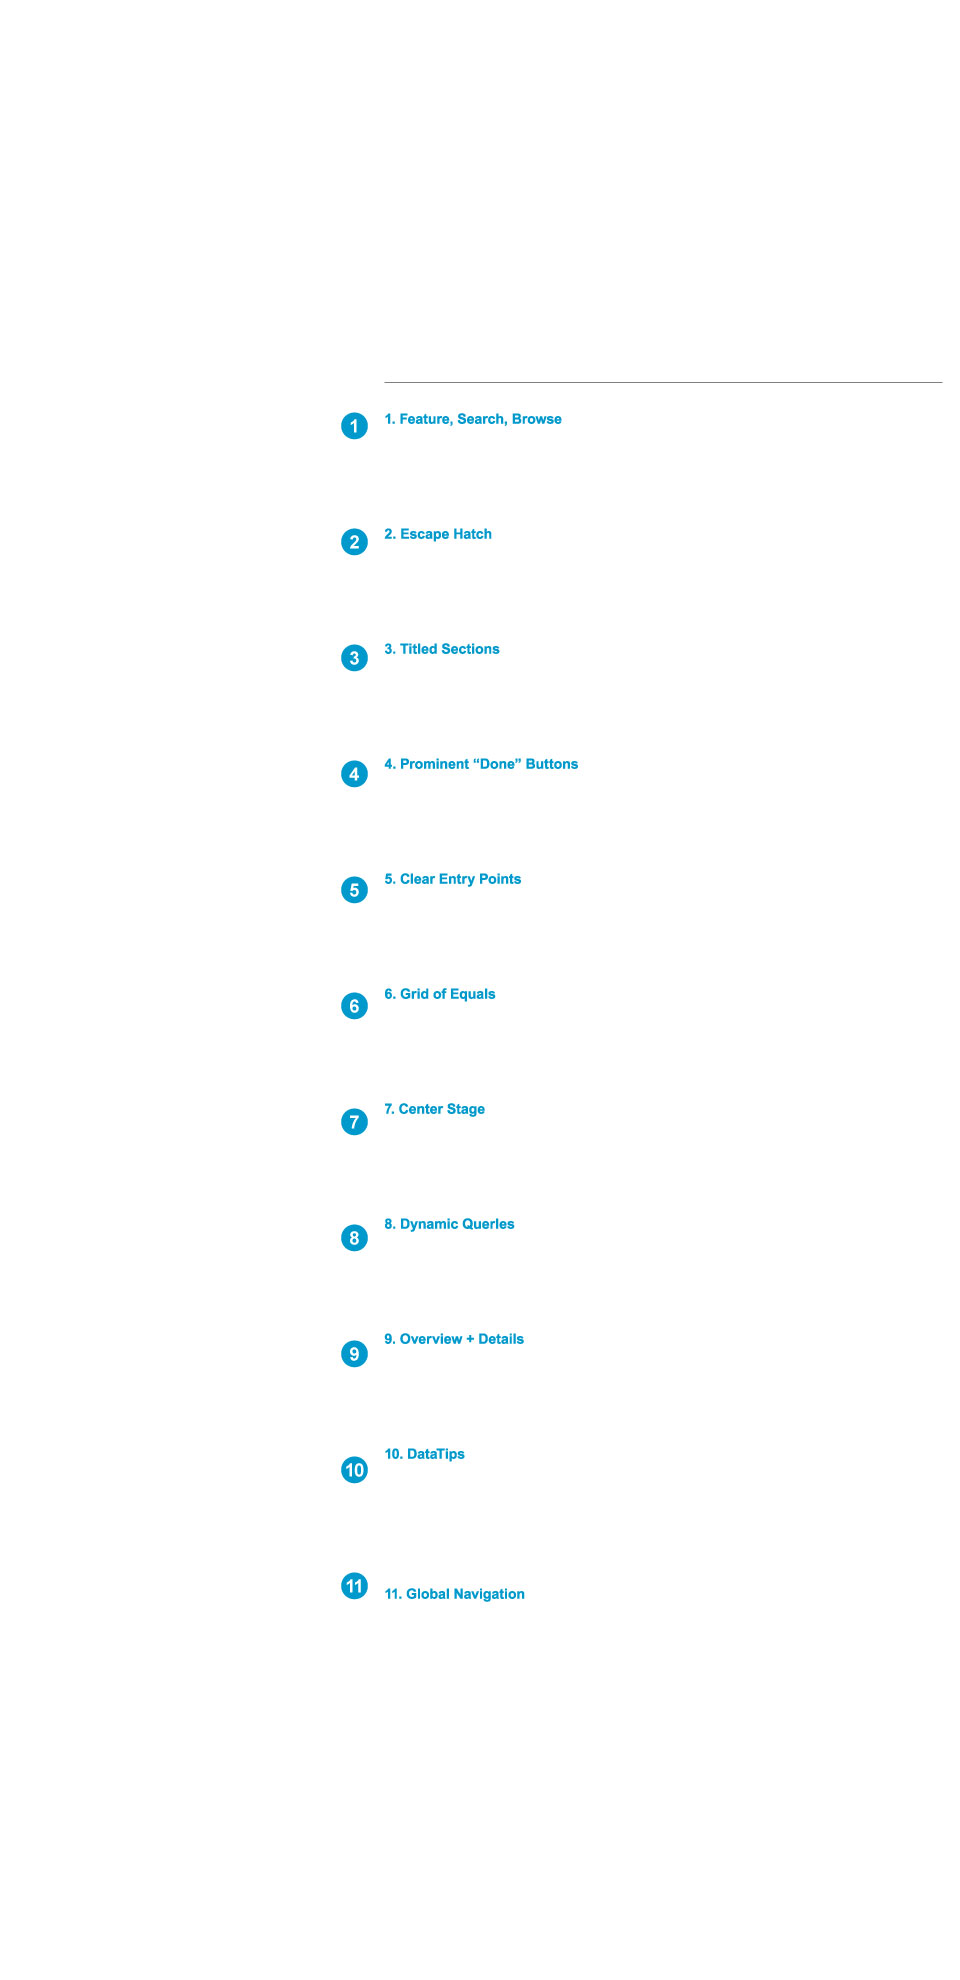 1 1. Feature, Search, Browse
2 2. Escape Hatch
3 3. Titled Sections
4 4. Prominent “Done” Buttons
5 5. Clear Entry Points
6 6. Grid of Equals
7 7. Center Stage
8 8. Dynamic Querles
9 9. Overview + Details
10 10. DataTips
11 11. Global Navigation